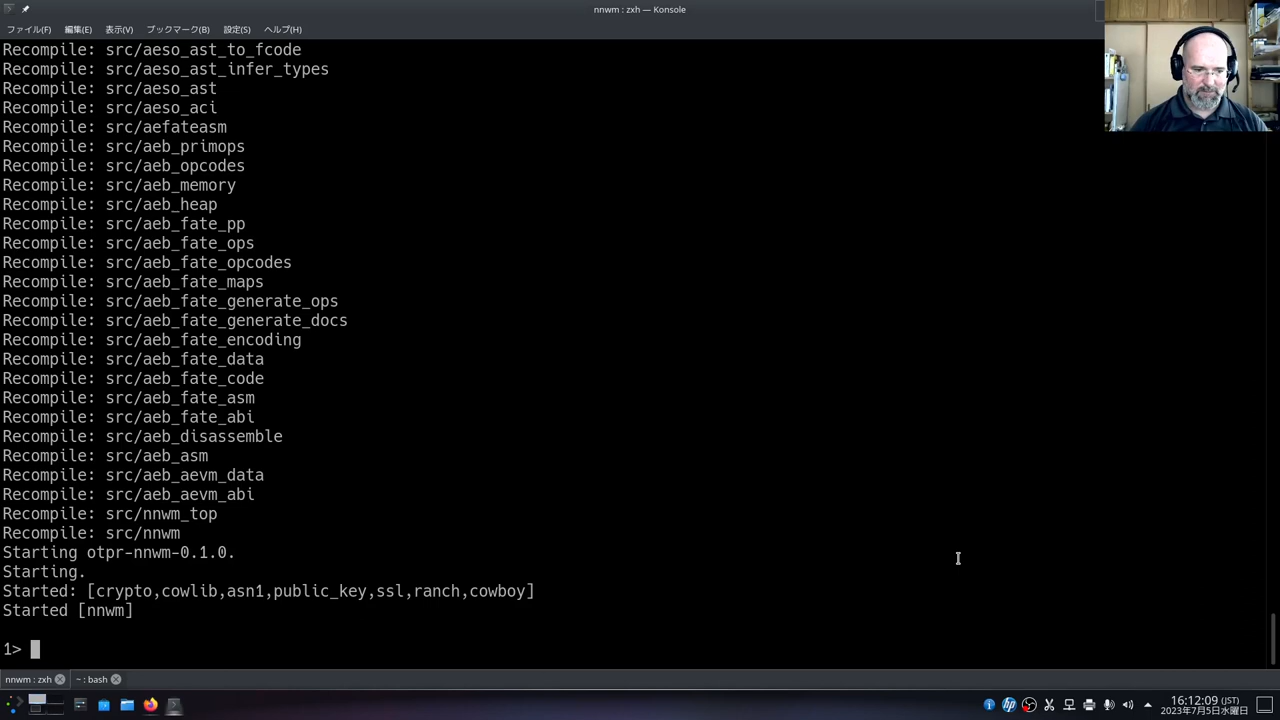 nnwm : zxh — Konsole
ファイル(F) 編集(E) 表示(V) ブックマーク(B) 設定(S) ヘルプ(H)
Recompile: src/aeso_ast_to_fcode
Recompile: src/aeso_ast_infer_types
Recompile: src/aeso_ast
Recompile: src/aeso_aci
Recompile: src/aefateasm
Recompile: src/aeb_primops
Recompile: src/aeb_opcodes
Recompile: src/aeb_memory
Recompile: src/aeb_heap
Recompile: src/aeb_fate_pp
Recompile: src/aeb_fate_ops
Recompile: src/aeb_fate_opcodes
Recompile: src/aeb_fate_maps
Recompile: src/aeb_fate_generate_ops
Recompile: src/aeb_fate_generate_docs
Recompile: src/aeb_fate_encoding
Recompile: src/aeb_fate_data
Recompile: src/aeb_fate_code
Recompile: src/aeb_fate_asm
Recompile: src/aeb_fate_abi
Recompile: src/aeb_disassemble
Recompile: src/aeb_asm
Recompile: src/aeb_aevm_data
Recompile: src/aeb_aevm_abi
Recompile: src/nnwm_top
Recompile: src/nnwm
Starting otpr-nnwm-0.1.0.
Starting.
Started: [crypto,cowlib,asn1,public_key,ssl,ranch,cowboy]
Started [nnwm]
1>
nnwm : zxh ~ : bash
16:12:09 (JST)
2023年7月5日水曜日